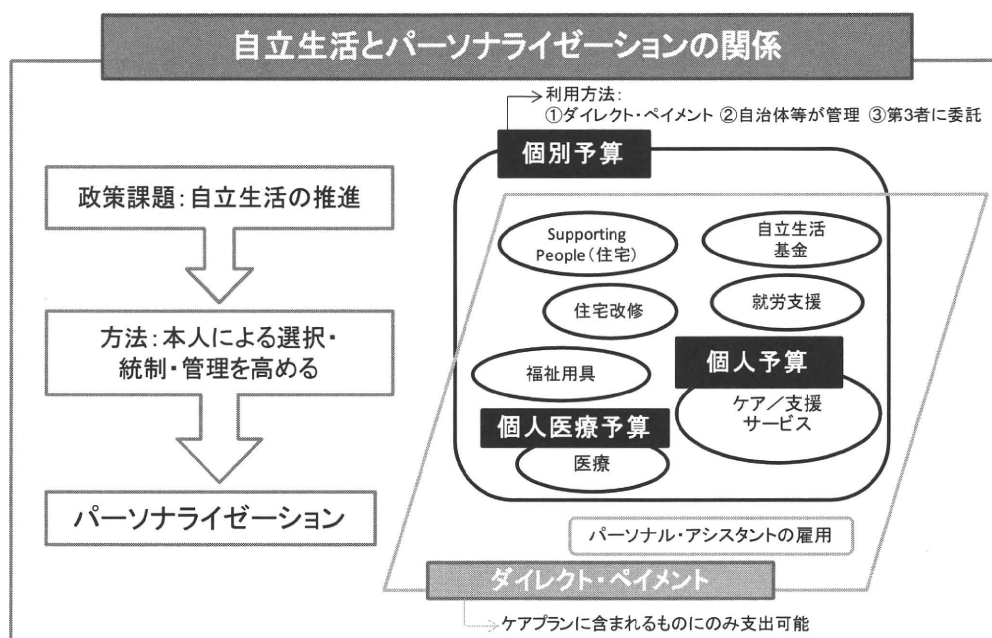 自立生活とパーソナライゼーションの関係
利用方法:
①ダイレクト・ペイメント ②自治体等が管理 ③第3者に委託
個別予算
政策課題:自立生活の推進
方法:本人による選択・
統制・管理を高める
パーソナライゼーション
Supporting
People(住宅)
自立生活
基金
住宅改修
就労支援
福祉用具
個人予算
ケア/支援
サービス
個人医療予算
医療
パーソナル・アシスタントの雇用
ダイレクト・ペイメント
ケアプランに含まれるものにのみ支出可能